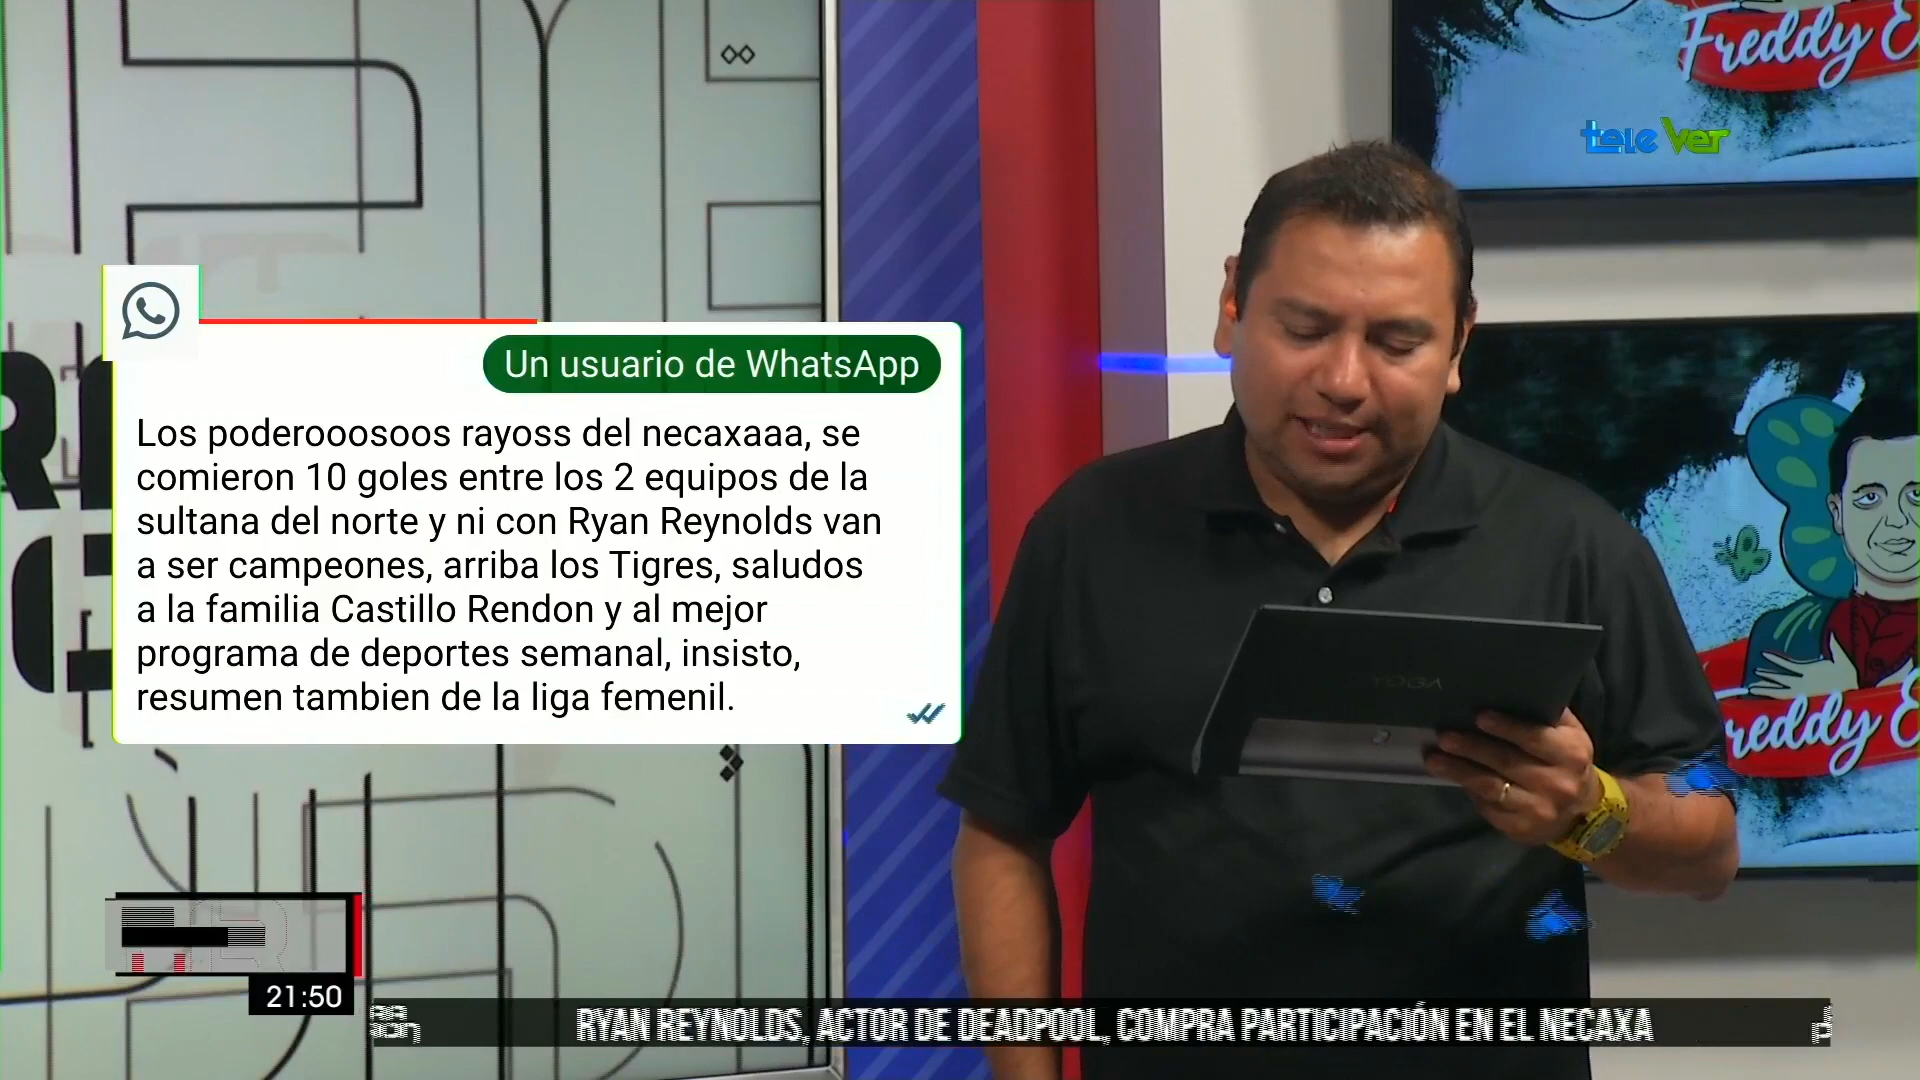 Freddy E
tele Ver
Un usuario de WhatsApp
Los poderooosoos rayoss del necaxaaa, se
comieron 10 goles entre los 2 equipos de la
sultana del norte y ni con Ryan Reynolds van
a ser campeones, arriba los Tigres, saludos
a la familia Castillo Rendon y al mejor
programa de deportes semanal, insisto,
resumen tambien de la liga femenil.
YOGA
reddy E
21:50
RYAN REYNOLDS, ACTOR DE DEADPOOL, COMPRA PARTICIPACIÓN EN EL NECAXA